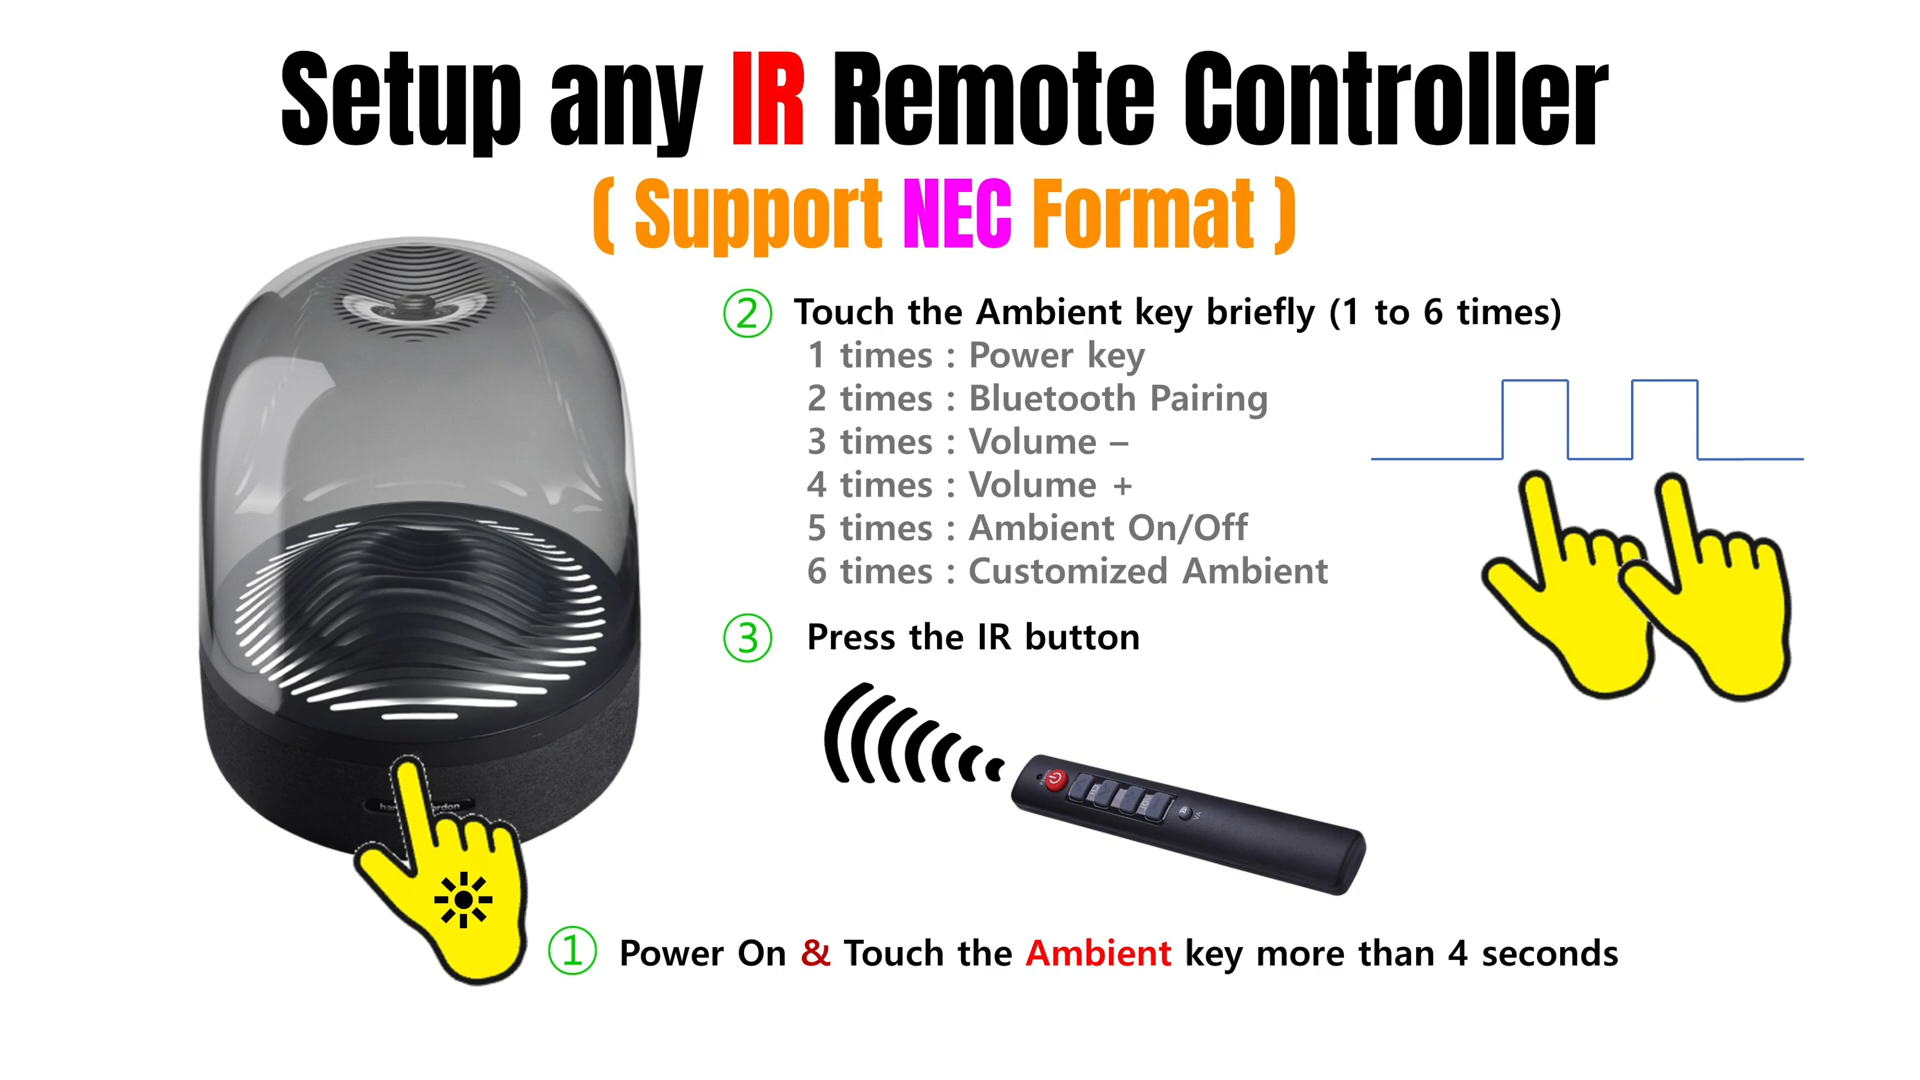 Setup any IR Remote Controller
( Support NEC Format )
② Touch the Ambient key briefly (1 to 6 times)
1 times : Power key
2 times : Bluetooth Pairing
3 times : Volume –
4 times : Volume +
5 times : Ambient On/Off
6 times : Customized Ambient
③ Press the IR button
① Power On & Touch the Ambient key more than 4 seconds